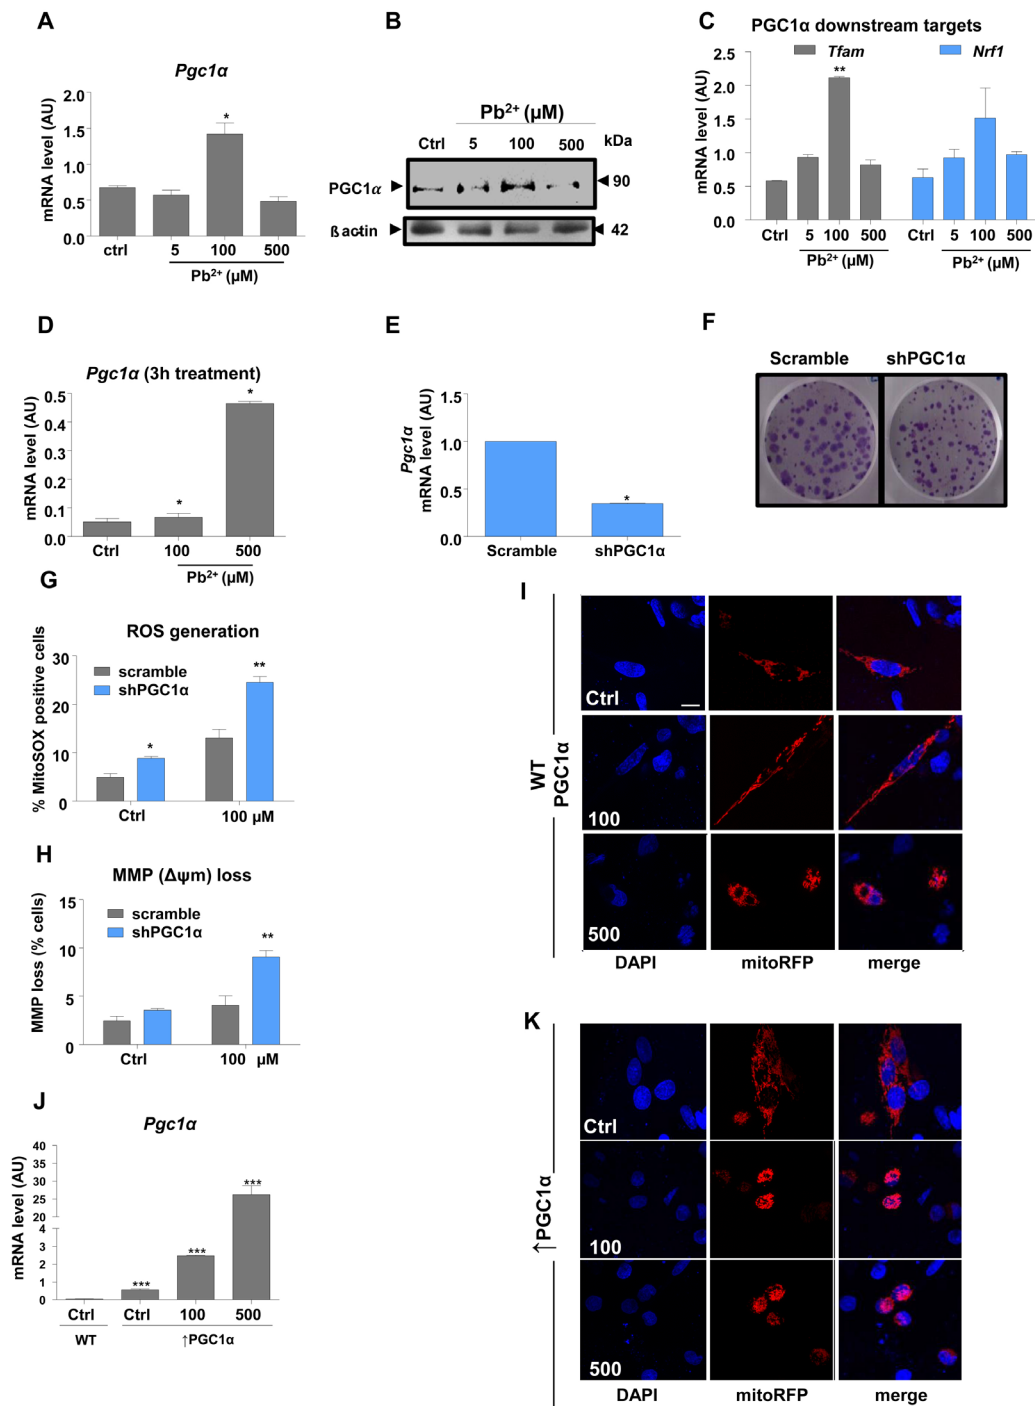 A
Pgc1α
mRNA level (AU)
2.0
1.5
1.0
0.5
0.0
ctrl 5 100 500
*
Pb²⁺ (µM)
B
Pb²⁺ (µM)
Ctrl 5 100 500 kDa
PGC1α 90
ß actin 42
C
PGC1α downstream targets
Tfam Nrf1
mRNA level (AU)
2.5
2.0
1.5
1.0
0.5
0.0
**
Ctrl 5 100 500 Ctrl 5 100 500
Pb²⁺ (µM) Pb²⁺ (µM)
D
Pgc1α (3h treatment)
mRNA level (AU)
0.5
0.4
0.3
0.2
0.1
0.0
* *
Ctrl 100 500
Pb²⁺ (µM)
E
Pgc1α
mRNA level (AU)
1.5
1.0
0.5
0.0
*
Scramble shPGC1α
F
Scramble shPGC1α
G
ROS generation
% MitoSOX positive cells
30
20
10
0
scramble
shPGC1α
* **
Ctrl 100 µM
H
MMP (Δψm) loss
MMP loss (% cells)
15
10
5
0
scramble
shPGC1α
**
Ctrl 100 µM
I
WT
PGC1α
Ctrl
100
500
DAPI mitoRFP merge
J
Pgc1α
mRNA level (AU)
40
35
30
25
20
4
3
2
1
0
*** *** ***
Ctrl Ctrl 100 500
WT ↑PGC1α
K
↑PGC1α
Ctrl
100
500
DAPI mitoRFP merge